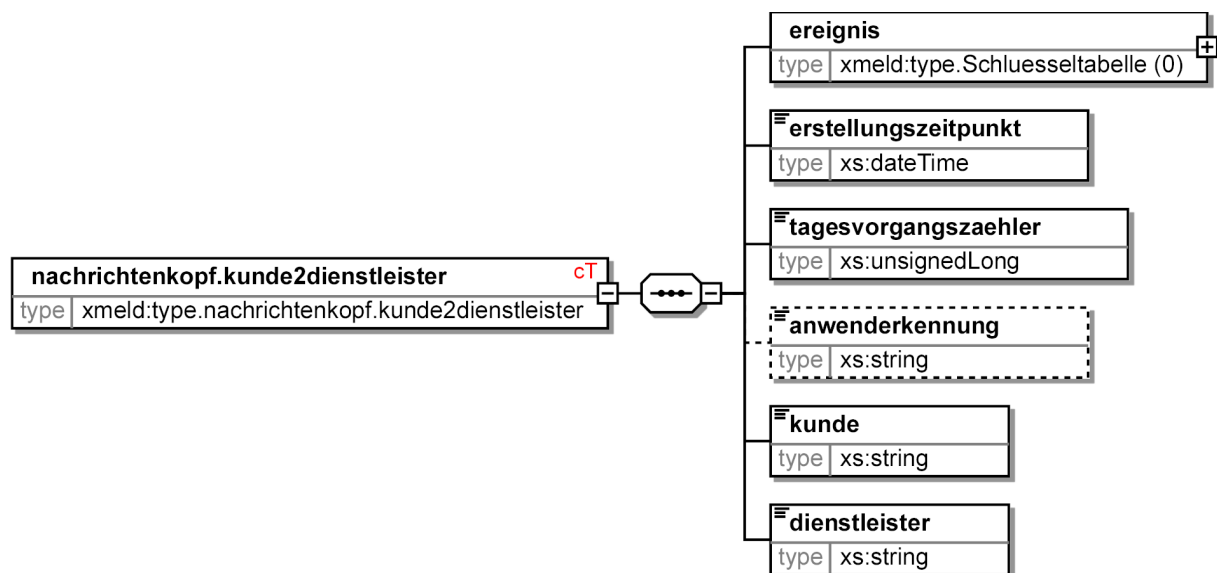 ereignis
type xmeld:type.Schluesseltabelle (0)
erstellungszeitpunkt
type xs:dateTime
tagesvorgangszaehler
type xs:unsignedLong
nachrichtenkopf.kunde2dienstleister cT
type xmeld:type.nachrichtenkopf.kunde2dienstleister
anwenderkennung
type xs:string
kunde
type xs:string
dienstleister
type xs:string